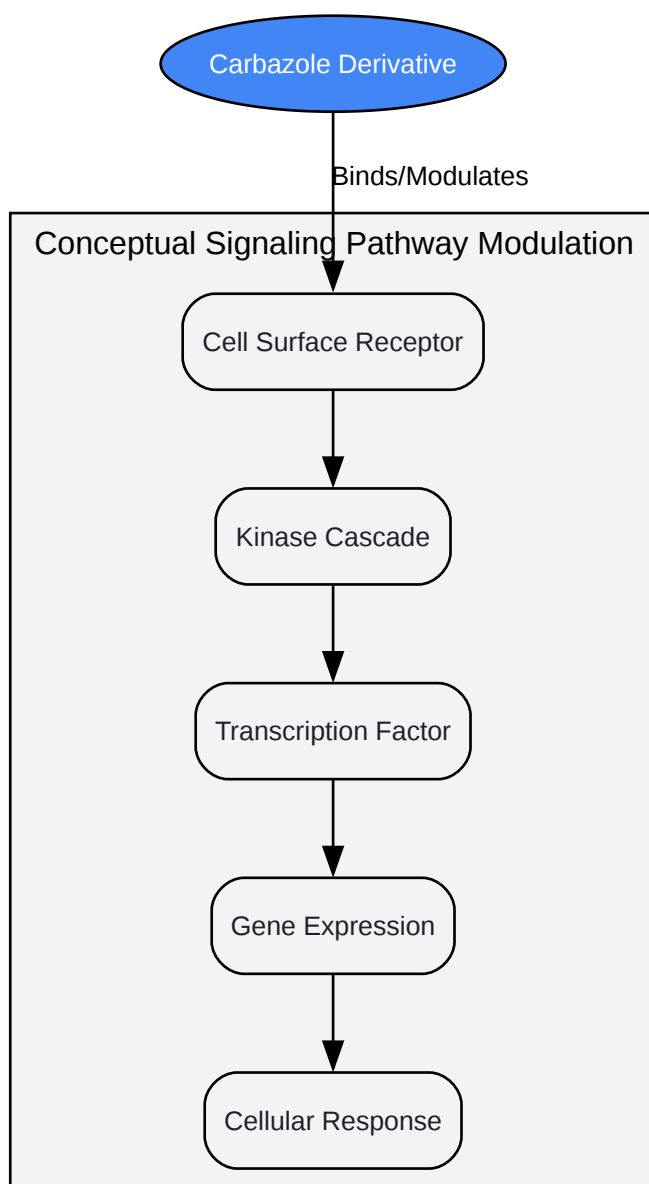 Carbazole Derivative
Binds/Modulates
Conceptual Signaling Pathway Modulation
Cell Surface Receptor
Kinase Cascade
Transcription Factor
Gene Expression
Cellular Response